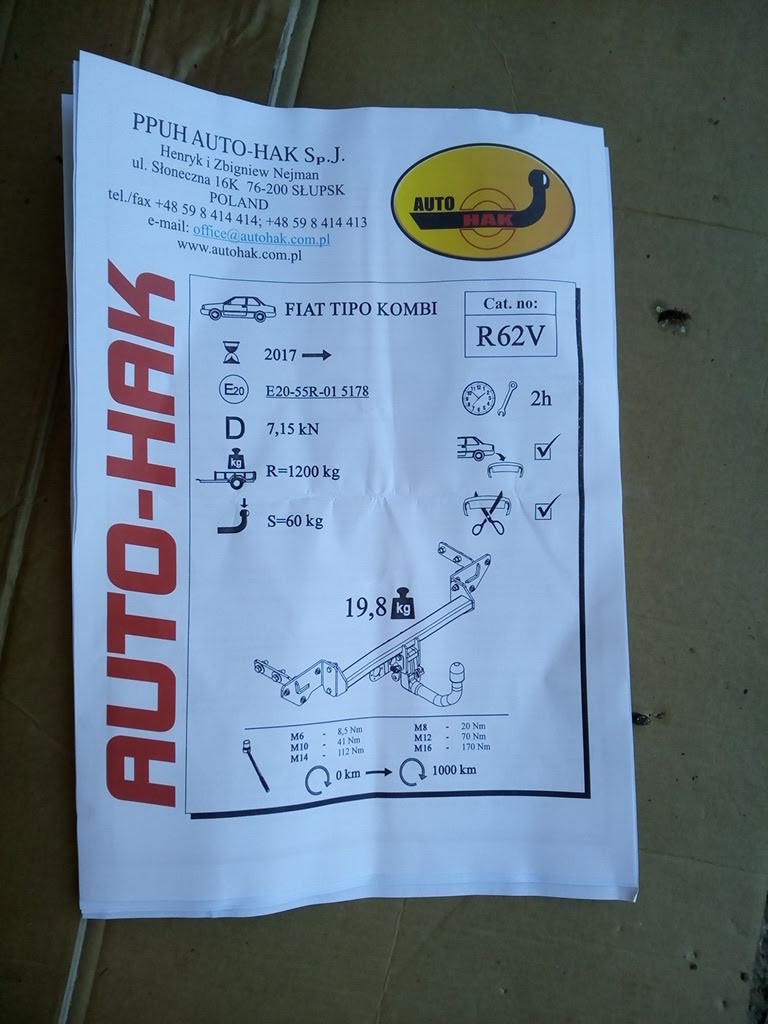 PPUH AUTO-HAK Sp.J.
Henryk i Zbigniew Nejman
ul. Słoneczna 16K 76-200 SŁUPSK
POLAND
tel./fax +48 59 8 414 414; +48 59 8 414 413
e-mail: office@autohak.com.pl
www.autohak.com.pl
AUTO
HAK
AUTO-HAK
FIAT TIPO KOMBI
Cat. no:
R62V
2017
E20
E20-55R-01 5178
2h
D
7,15 kN
kg
R=1200 kg
S=60 kg
19,8 kg
M6 - 8,5 Nm M8 - 20 Nm
M10 - 41 Nm M12 - 70 Nm
M14 - 112 Nm M16 - 170 Nm
0 km 1000 km